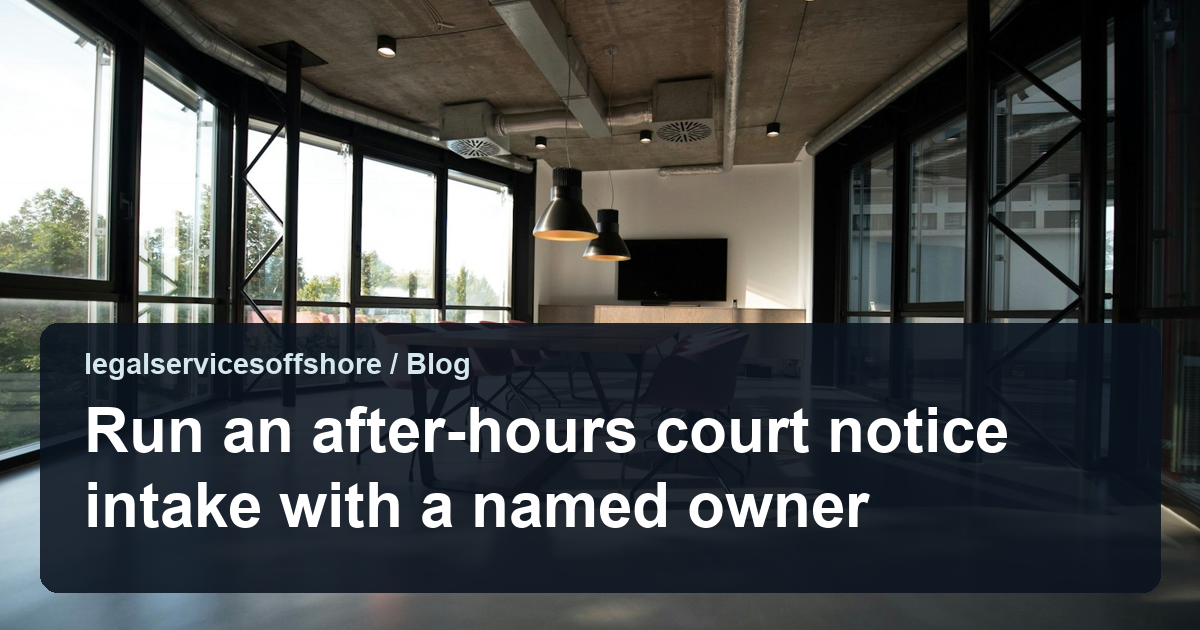 legalservicesoffshore / Blog
Run an after-hours court notice
intake with a named owner